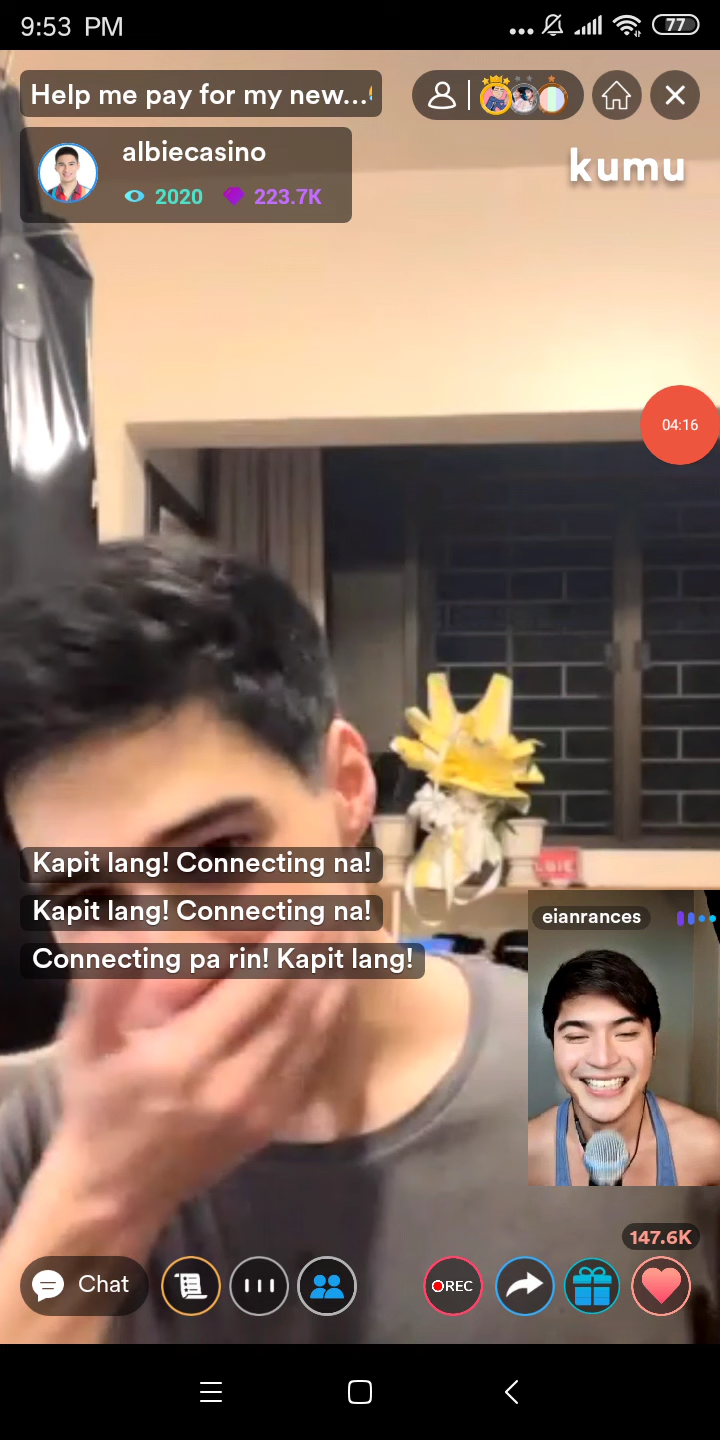 9:53 PM
77
Help me pay for my new...
albiecasino
2020 223.7K
kumu
04:16
Kapit lang! Connecting na!
Kapit lang! Connecting na!
Connecting pa rin! Kapit lang!
eianrances
147.6K
Chat
REC